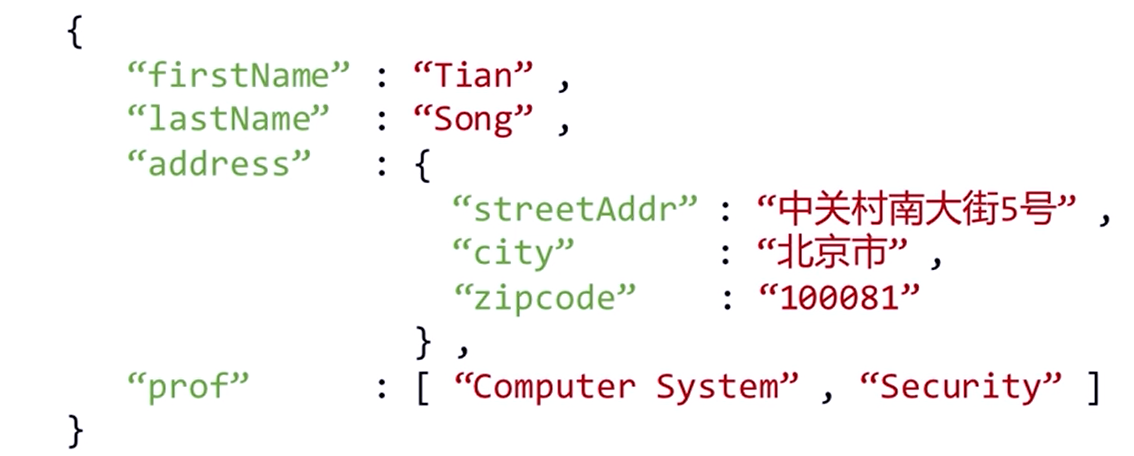 {
“firstName” : “Tian” ,
“lastName” : “Song” ,
“address” : {
“streetAddr” : “中关村南大街5号” ,
“city” : “北京市” ,
“zipcode” : “100081”
} ,
“prof” : [ “Computer System” , “Security” ]
}